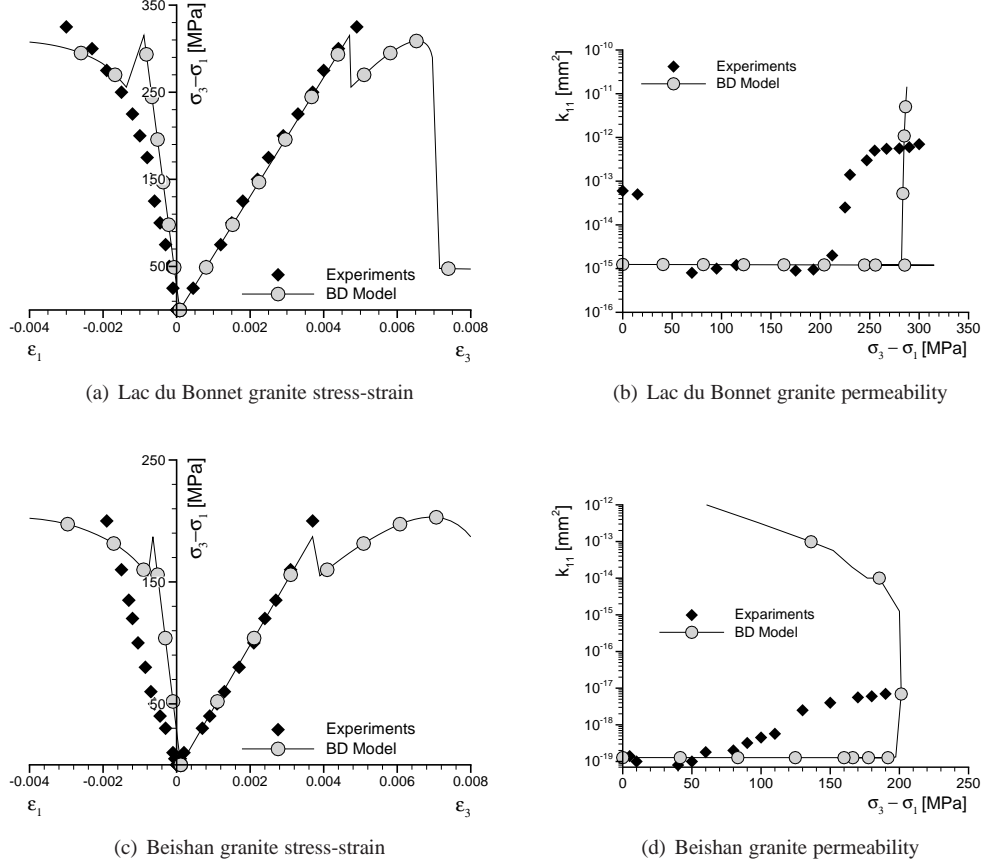 350
250
150
50
σ₃–σ₁ [MPa]
Experiments
BD Model
-0.004
-0.002
0
0.002
0.004
0.006
0.008
ε₁
ε₃
(a) Lac du Bonnet granite stress-strain
k₁₁ [mm²]
10⁻¹⁰
10⁻¹¹
10⁻¹²
10⁻¹³
10⁻¹⁴
10⁻¹⁵
10⁻¹⁶
Experiments
BD Model
0
50
100
150
200
250
300
350
σ₃ – σ₁ [MPa]
(b) Lac du Bonnet granite permeability
250
150
50
σ₃–σ₁ [MPa]
Experiments
BD Model
-0.004
-0.002
0
0.002
0.004
0.006
0.008
ε₁
ε₃
(c) Beishan granite stress-strain
k₁₁ [mm²]
10⁻¹²
10⁻¹³
10⁻¹⁴
10⁻¹⁵
10⁻¹⁶
10⁻¹⁷
10⁻¹⁸
10⁻¹⁹
Expariments
BD Model
0
50
100
150
200
250
σ₃ – σ₁ [MPa]
(d) Beishan granite permeability